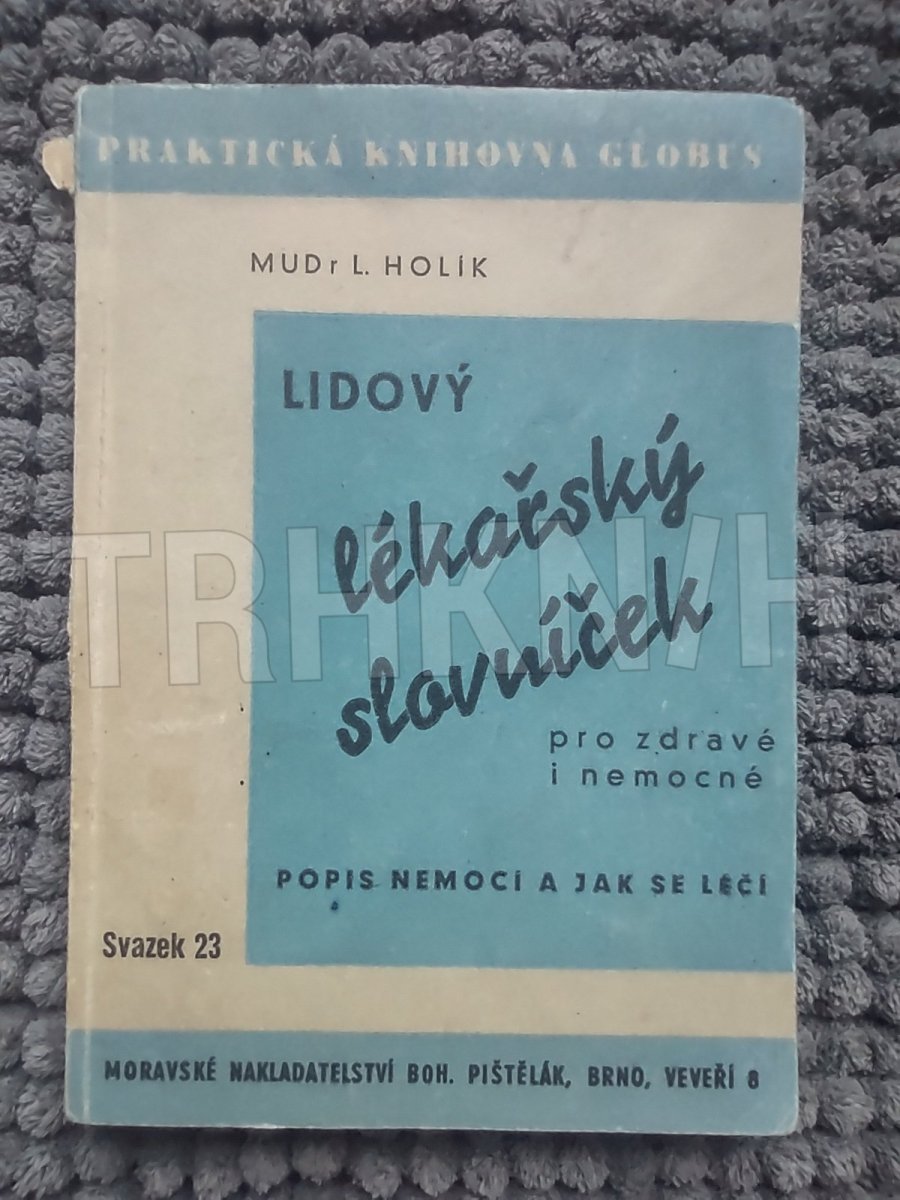 PRAKTICKÁ KNIHOVNA GLOBUS
MUDr L. HOLÍK
LIDOVÝ
lékařský
slovníček
pro zdravé
i nemocné
POPIS NEMOCÍ A JAK SE LÉČÍ
Svazek 23
MORAVSKÉ NAKLADATELSTVÍ BOH. PIŠTĚLÁK, BRNO, VEVEŘÍ 8
TRHKNIH